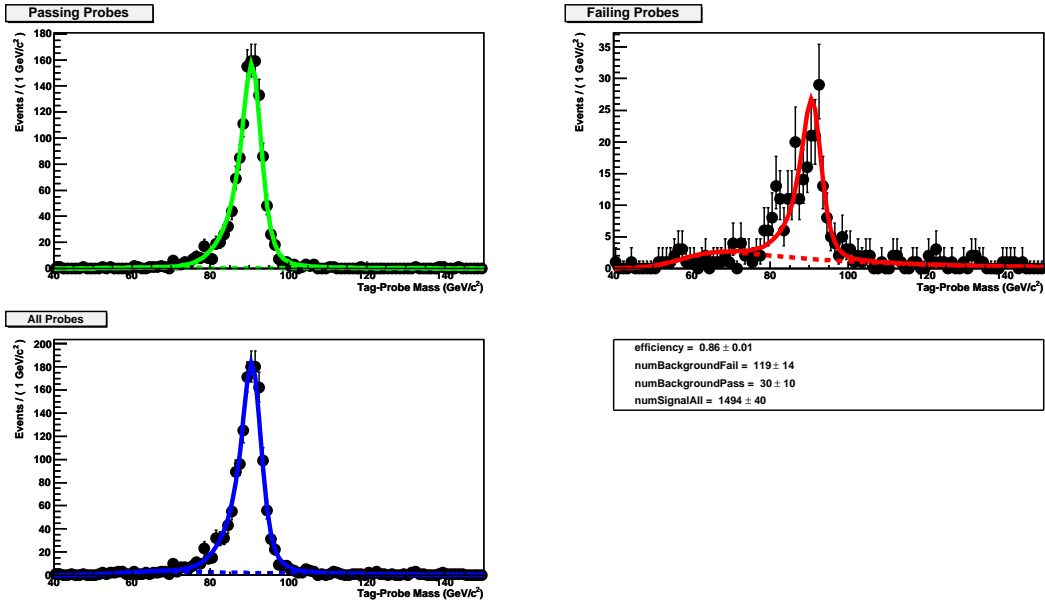 Passing Probes
Events / ( 1 GeV/c²)
180
160
140
120
100
80
60
40
20
0
40 60 80 100 120 140
Tag-Probe Mass (GeV/c²)
Failing Probes
Events / ( 1 GeV/c²)
35
30
25
20
15
10
5
0
40 60 80 100 120 140
Tag-Probe Mass (GeV/c²)
All Probes
Events / ( 1 GeV/c²)
200
180
160
140
120
100
80
60
40
20
0
40 60 80 100 120 140
Tag-Probe Mass (GeV/c²)
efficiency = 0.86 ± 0.01
numBackgroundFail = 119 ± 14
numBackgroundPass = 30 ± 10
numSignalAll = 1494 ± 40